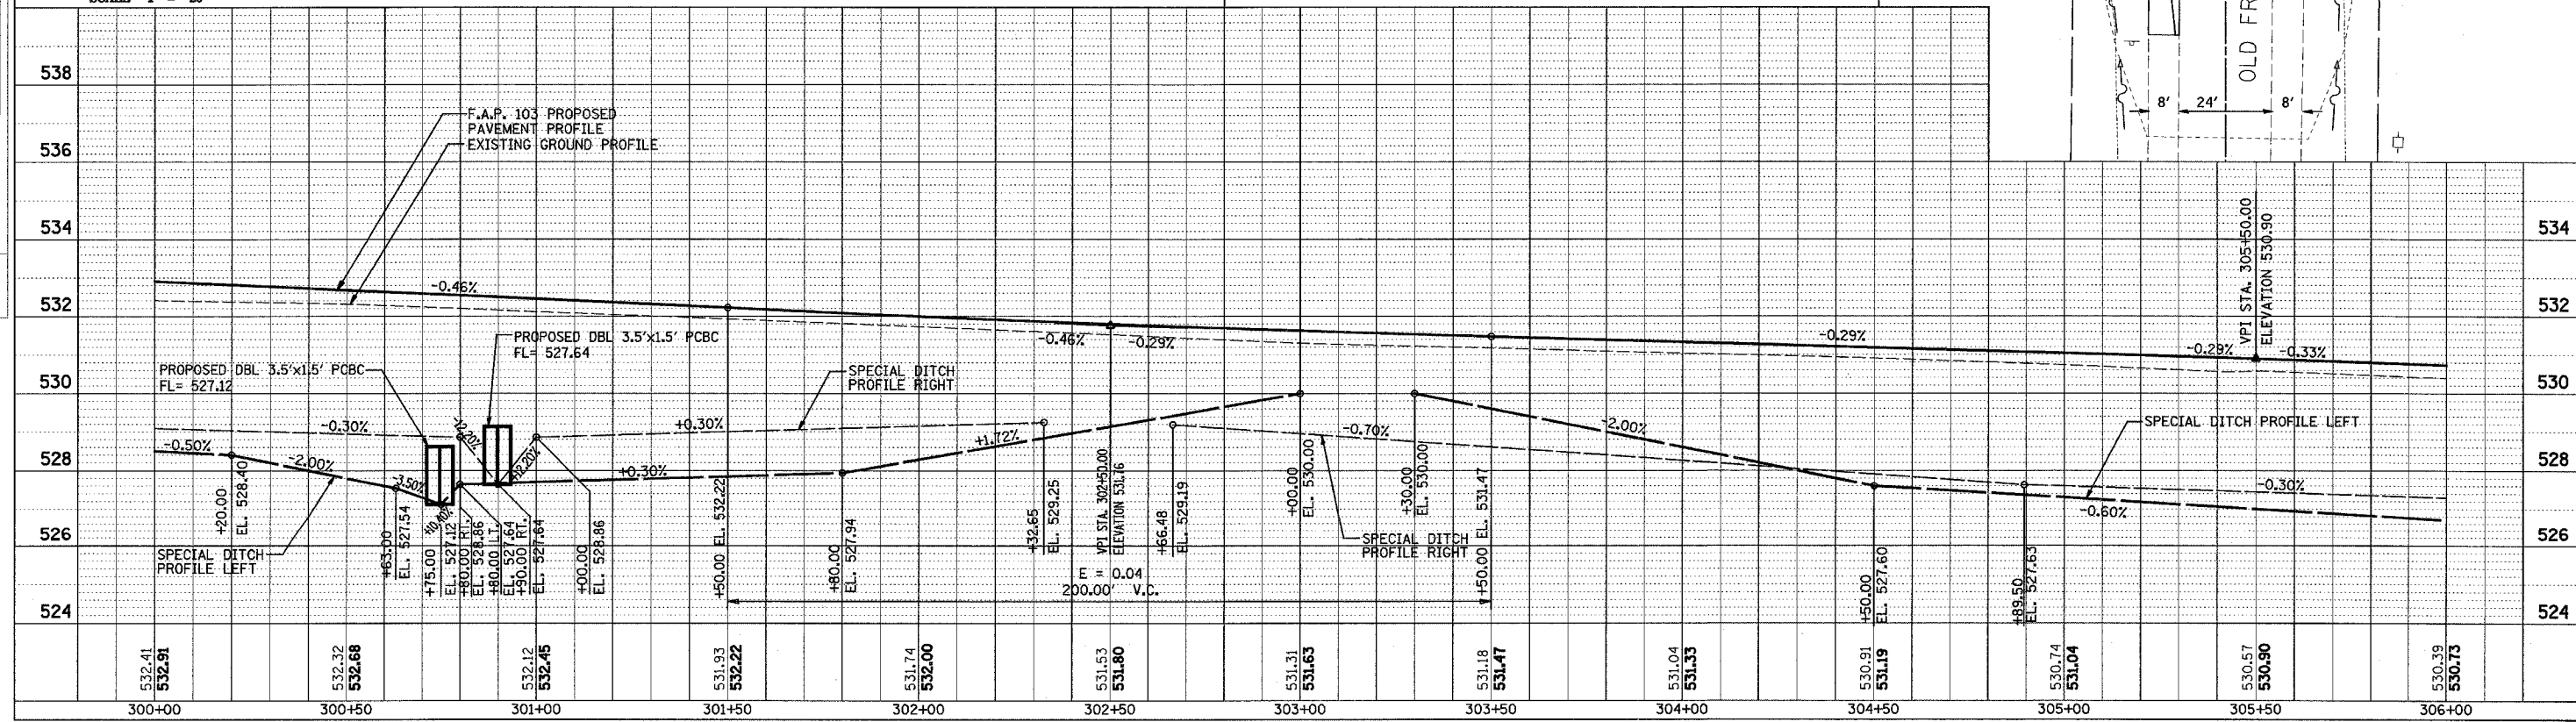 OLD FR
8' 24' 8'
538
536
534
532
530
528
526
524
534
532
530
528
526
524
F.A.P. 103 PROPOSED
PAVEMENT PROFILE
EXISTING GROUND PROFILE
-0.46%
PROPOSED DBL 3.5'x1.5' PCBC
FL= 527.64
PROPOSED DBL 3.5'x1.5' PCBC
FL= 527.12
-0.46%
-0.29%
-0.29%
-0.29%
-0.33%
VPI STA. 305+50.00
ELEVATION 530.90
SPECIAL DITCH
PROFILE RIGHT
-0.30%
-12.20%
+12.20%
+0.30%
+1.72%
-0.70%
-2.00%
SPECIAL DITCH PROFILE LEFT
-0.50%
-2.00%
-3.50%
+10.40%
+0.30%
-0.30%
-0.60%
SPECIAL DITCH
PROFILE LEFT
SPECIAL DITCH
PROFILE RIGHT
+20.00
EL. 528.40
+63.00
EL. 527.54
+75.00
EL. 527.12
+80.00 RT.
EL. 528.86
+80.00 LT.
EL. 527.64
+90.00 RT.
EL. 527.64
+00.00
EL. 528.86
+50.00 EL. 532.22
+80.00
EL. 527.94
+32.65
EL. 529.25
VPI STA. 302+50.00
ELEVATION 531.76
+66.48
EL. 529.19
+00.00
EL. 530.00
+30.00
EL. 530.00
+50.00 EL. 531.47
+50.00
EL. 527.60
+89.50
EL. 527.63
E = 0.04
200.00' V.C.
532.41
532.91
532.32
532.68
532.12
532.45
531.93
532.22
531.74
532.00
531.53
531.80
531.31
531.63
531.18
531.47
531.04
531.33
530.91
531.19
530.74
531.04
530.57
530.90
530.39
530.73
300+00 300+50 301+00 301+50 302+00 302+50 303+00 303+50 304+00 304+50 305+00 305+50 306+00